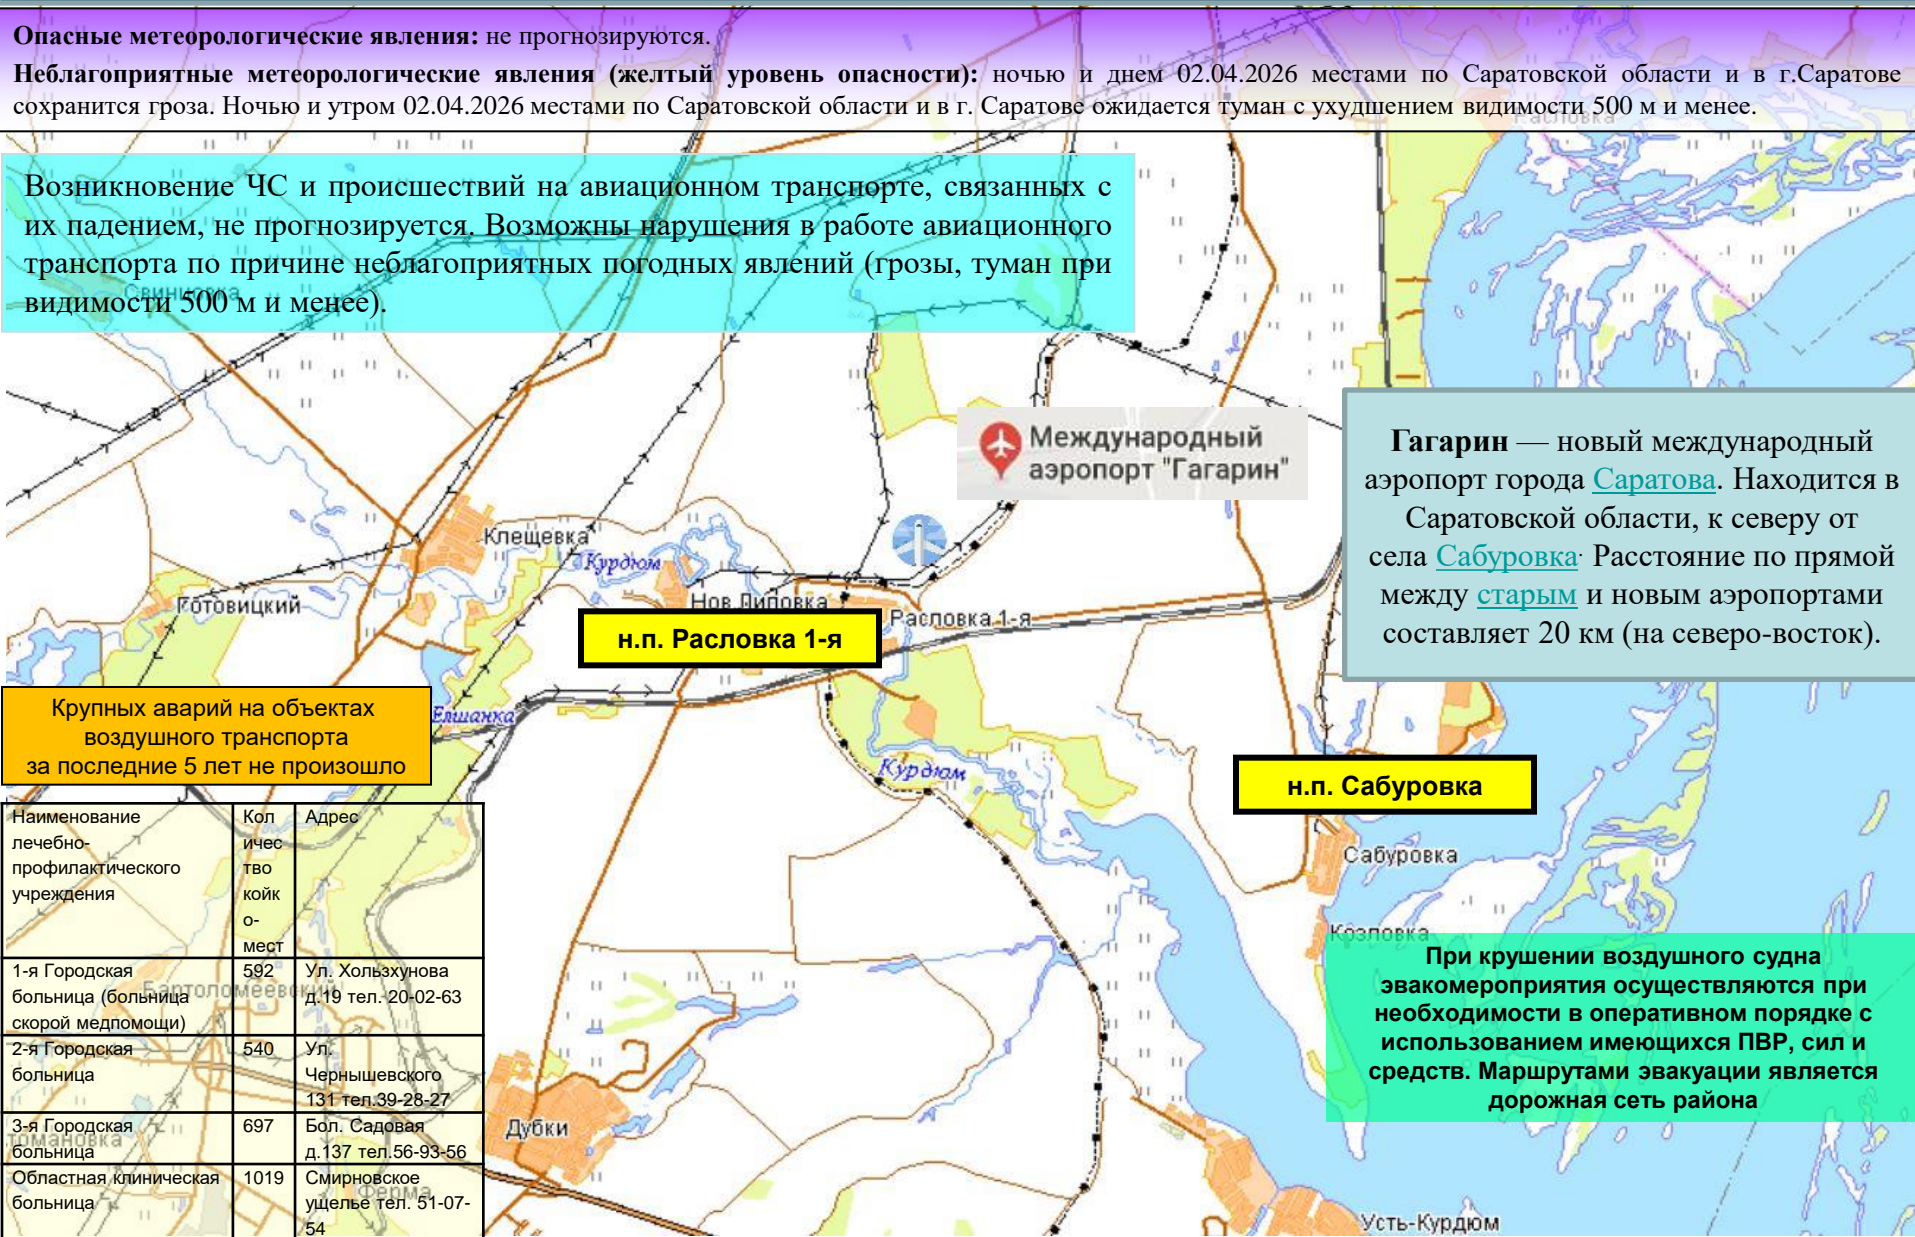 Опасные метеорологические явления: не прогнозируются.
Неблагоприятные метеорологические явления (желтый уровень опасности): ночью и днем 02.04.2026 местами по Саратовской области и в г.Саратове
сохранится гроза. Ночью и утром 02.04.2026 местами по Саратовской области и в г. Саратове ожидается туман с ухудшением видимости 500 м и менее.
Расловка
Возникновение ЧС и происшествий на авиационном транспорте, связанных с
их падением, не прогнозируется. Возможны нарушения в работе авиационного
транспорта по причине неблагоприятных погодных явлений (грозы, туман при
видимости 500 м и менее).
Свинцовка
Международный
аэропорт "Гагарин"
Гагарин — новый международный
аэропорт города Саратова. Находится в
Саратовской области, к северу от
села Сабуровка. Расстояние по прямой
между старым и новым аэропортами
составляет 20 км (на северо-восток).
Клещевка
Курдюм
Готовицкий
Нов.Липовка
Расловка 1-я
н.п. Расловка 1-я
Елшанка
Крупных аварий на объектах
воздушного транспорта
за последние 5 лет не произошло
Курдюм
н.п. Сабуровка
Сабуровка
Козловка
При крушении воздушного судна
эвакомероприятия осуществляются при
необходимости в оперативном порядке с
использованием имеющихся ПВР, сил и
средств. Маршрутами эвакуации является
дорожная сеть района
Наименование
лечебно-
профилактического
учреждения
Кол
ичес
тво
койк
о-
мест
Адрес
1-я Городская
больница (больница
скорой медпомощи)
592
Ул. Хользхунова
д.19 тел. 20-02-63
Бартоломеевский
2-я Городская
больница
540
Ул.
Чернышевского
131 тел.39-28-27
3-я Городская
больница
697
Бол. Садовая
д.137 тел.56-93-56
Областная клиническая
больница
1019
Смирновское
ущелье тел. 51-07-
54
Ферма
Дубки
Усть-Курдюм